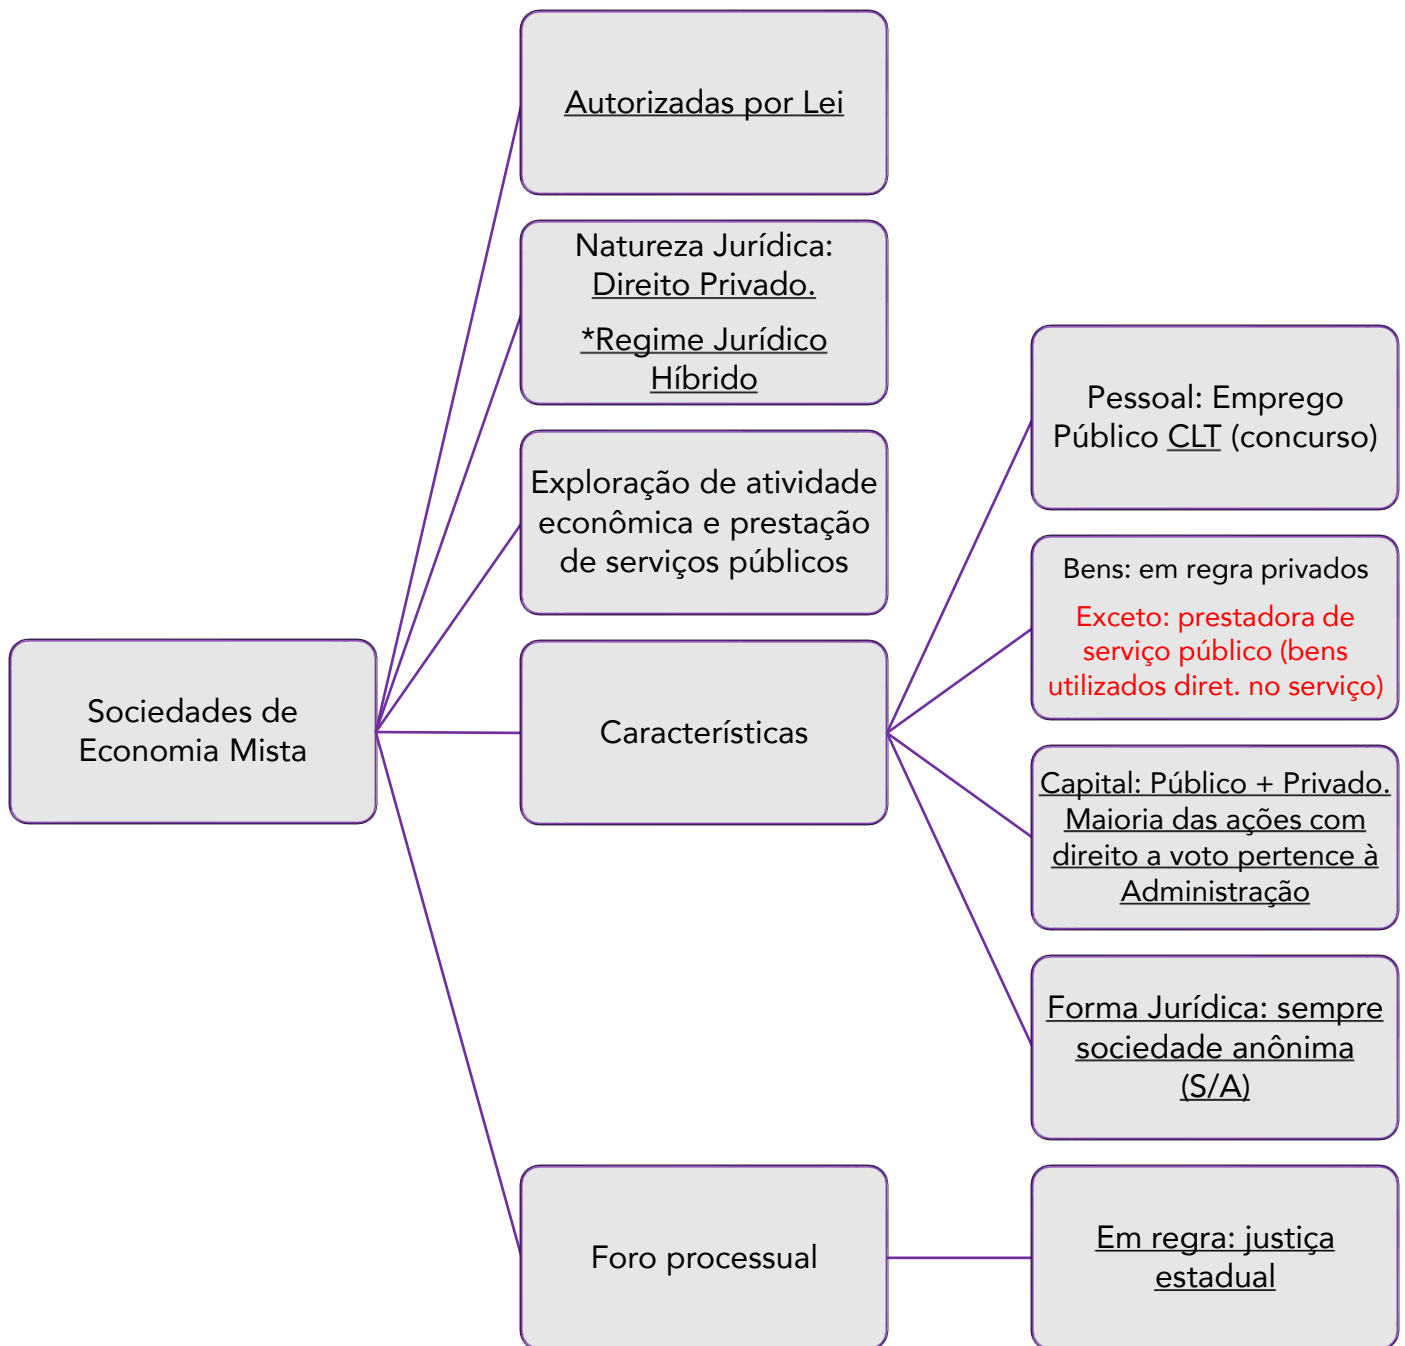 Autorizadas por Lei
Natureza Jurídica:
Direito Privado.
*Regime Jurídico
Híbrido
Exploração de atividade
econômica e prestação
de serviços públicos
Sociedades de
Economia Mista
Características
Pessoal: Emprego
Público CLT (concurso)
Bens: em regra privados
Exceto: prestadora de
serviço público (bens
utilizados diret. no serviço)
Capital: Público + Privado.
Maioria das ações com
direito a voto pertence à
Administração
Forma Jurídica: sempre
sociedade anônima
(S/A)
Foro processual
Em regra: justiça
estadual